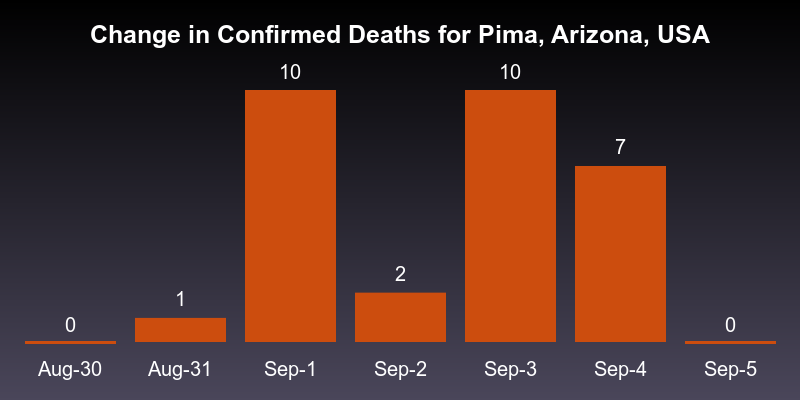 Change in Confirmed Deaths for Pima, Arizona, USA
0 1 10 2 10 7 0
Aug-30 Aug-31 Sep-1 Sep-2 Sep-3 Sep-4 Sep-5